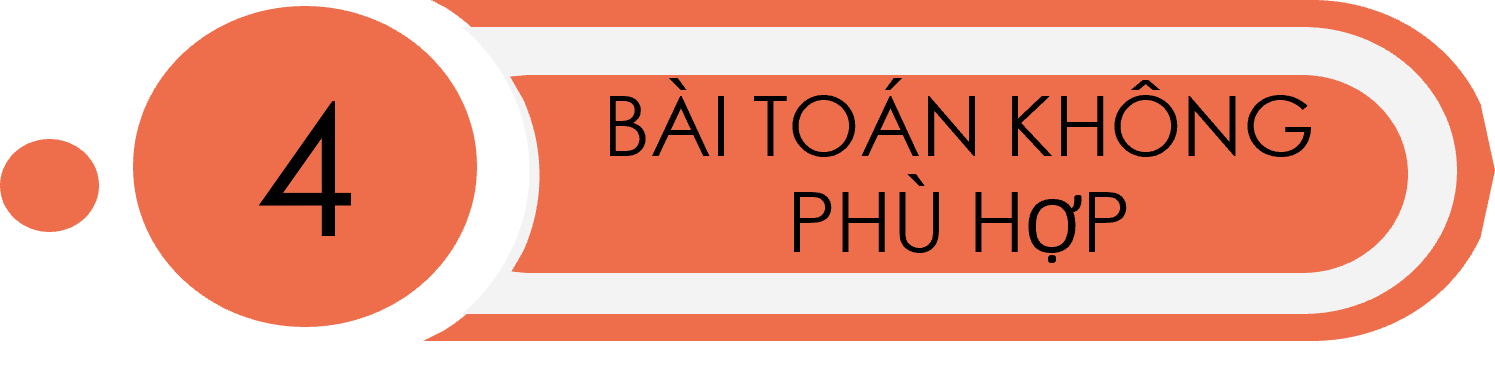 4
BÀI TOÁN KHÔNG
PHÙ HỢP